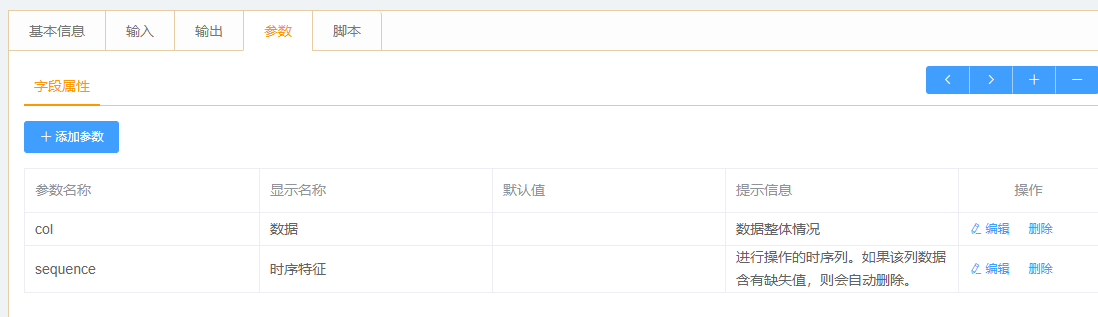 基本信息 输入 输出 参数 脚本
字段属性
添加参数
参数名称 显示名称 默认值 提示信息 操作
col 数据 数据整体情况 编辑 删除
sequence 时序特征 进行操作的时序列。如果该列数据
含有缺失值，则会自动删除。 编辑 删除